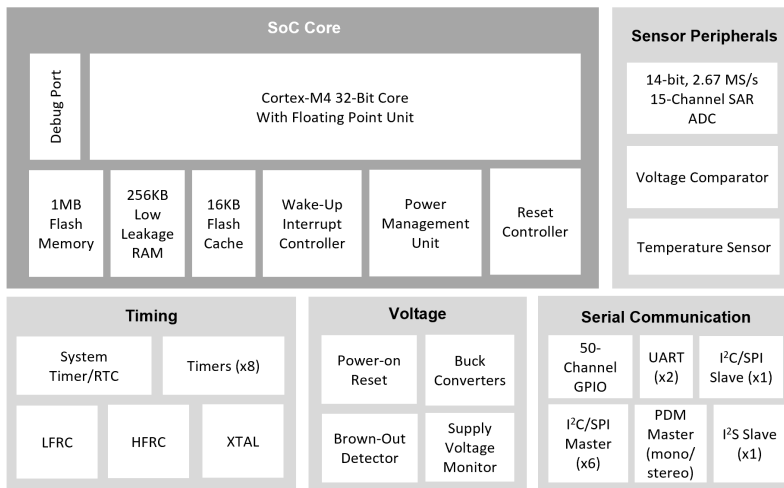 SoC Core
Debug Port
Cortex-M4 32-Bit Core
With Floating Point Unit
1MB
Flash
Memory
256KB
Low
Leakage
RAM
16KB
Flash
Cache
Wake-Up
Interrupt
Controller
Power
Management
Unit
Reset
Controller
Sensor Peripherals
14-bit, 2.67 MS/s
15-Channel SAR
ADC
Voltage Comparator
Temperature Sensor
Timing
System
Timer/RTC
Timers (x8)
LFRC
HFRC
XTAL
Voltage
Power-on
Reset
Buck
Converters
Brown-Out
Detector
Supply
Voltage
Monitor
Serial Communication
50-
Channel
GPIO
UART
(x2)
I²C/SPI
Slave (x1)
I²C/SPI
Master
(x6)
PDM
Master
(mono/
stereo)
I²S Slave
(x1)